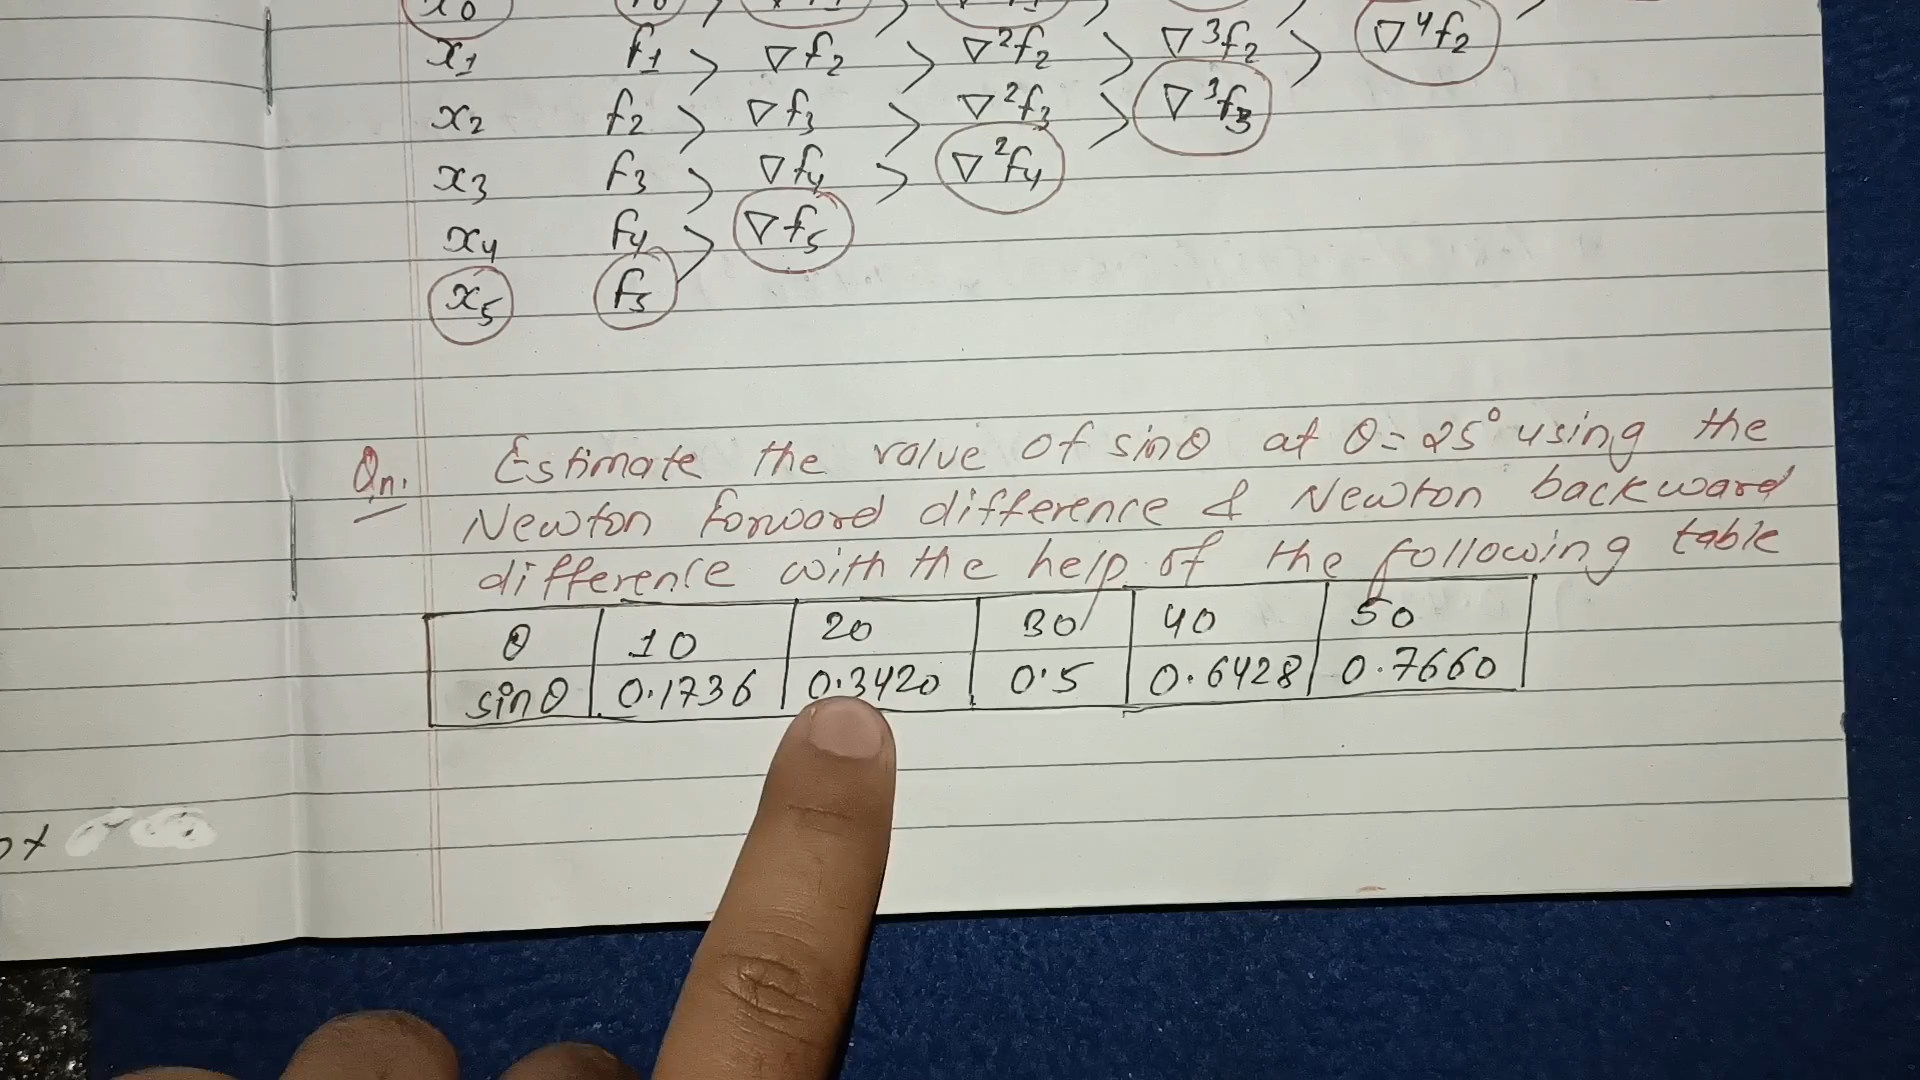 x₀
x₁ f₁ > ∇f₂ > ∇²f₂ > ∇³f₂ > ∇⁴f₂
x₂ f₂ > ∇f₃ > ∇²f₃ > ∇³f₃
x₃ f₃ > ∇f₄ > ∇²f₄
x₄ f₄ > ∇f₅
x₅ f₅
Qn. Estimate the value of sinθ at θ=25° using the
Newton forward difference & Newton backward
difference with the help of the following table
θ 10 20 30 40 50
sinθ 0.1736 0.3420 0.5 0.6428 0.7660